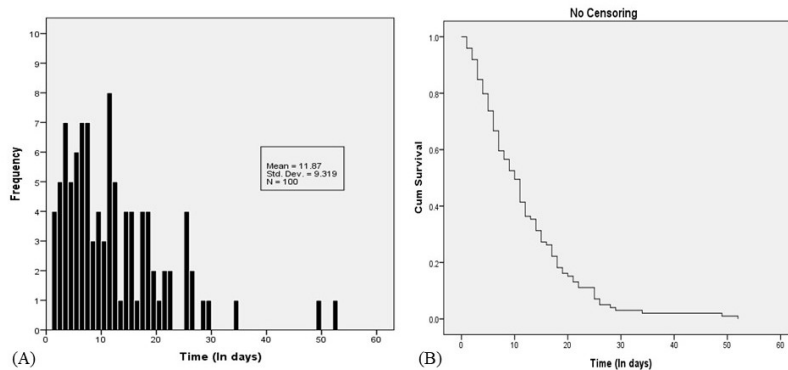 10
9
8
7
6
5
4
3
2
1
0
Frequency
Mean = 11.87
Std. Dev. = 9.319
N = 100
0 10 20 30 40 50 60
Time (In days)
(A)
No Censoring
1.0
0.8
0.6
0.4
0.2
0.0
Cum Survival
0 10 20 30 40 50 60
Time (In days)
(B)